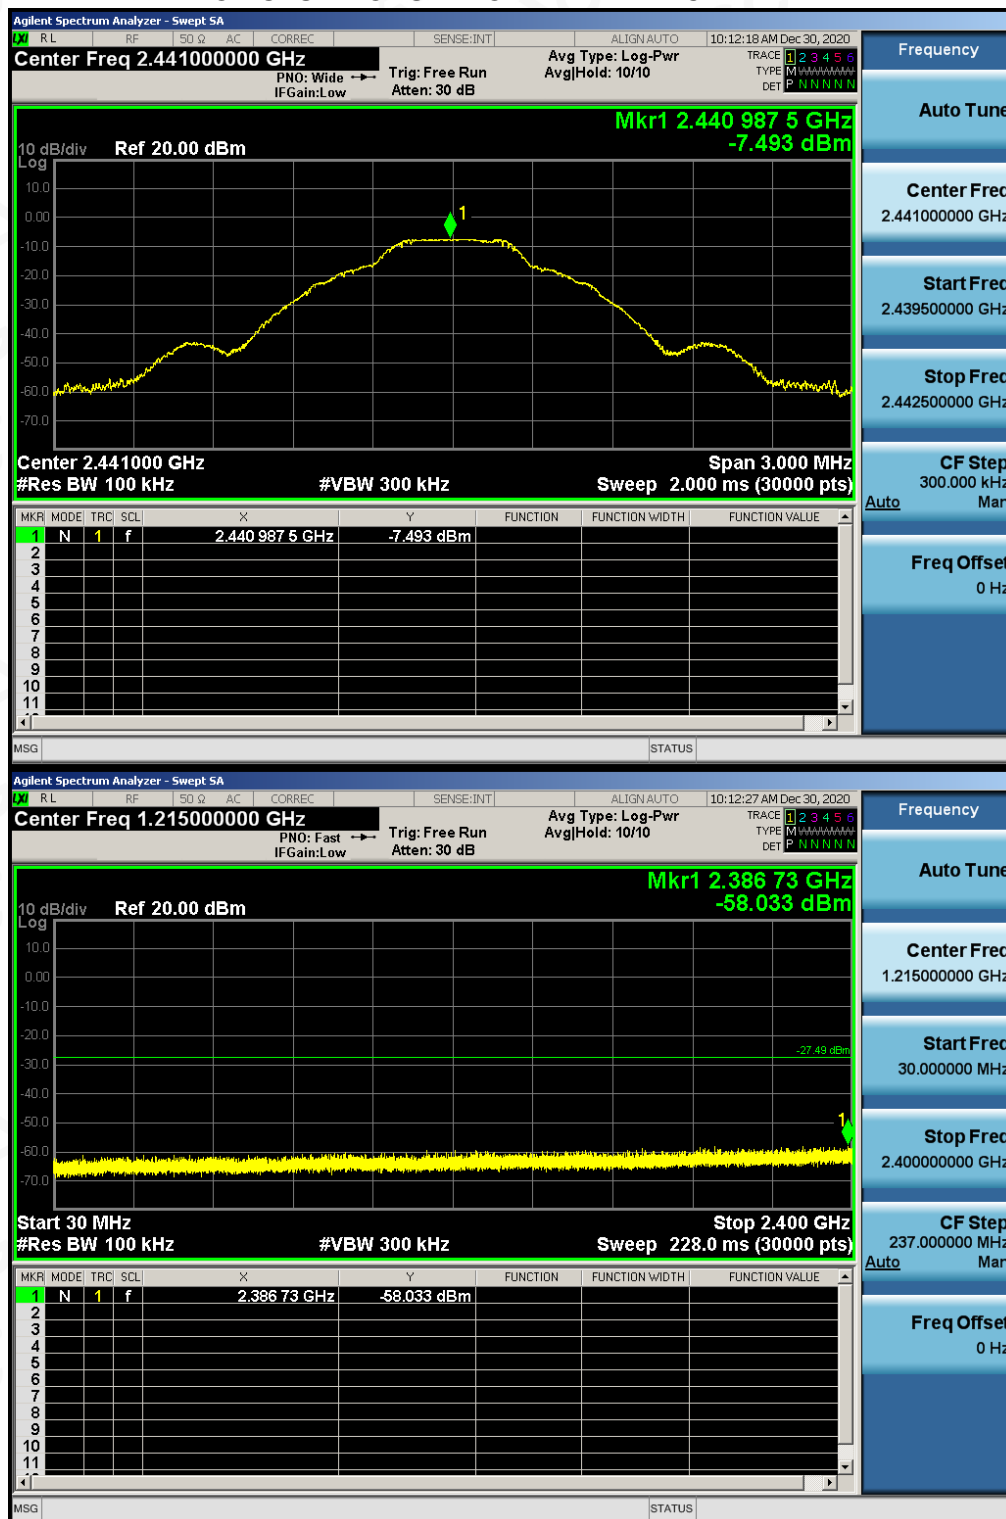 Agilent Spectrum Analyzer - Swept SA
LXI RL RF 50 Ω AC CORREC SENSE:INT ALIGN AUTO 10:12:18 AM Dec 30, 2020
Center Freq 2.441000000 GHz
PNO: Wide
IFGain:Low
Trig: Free Run
Atten: 30 dB
Avg Type: Log-Pwr
Avg|Hold: 10/10
TRACE 1 2 3 4 5 6
TYPE M WWWWW
DET P N N N N N
Mkr1 2.440 987 5 GHz
-7.493 dBm
10 dB/div Ref 20.00 dBm
Log
10.0
0.00
-10.0
-20.0
-30.0
-40.0
-50.0
-60.0
-70.0
1
Center 2.441000 GHz Span 3.000 MHz
#Res BW 100 kHz #VBW 300 kHz Sweep 2.000 ms (30000 pts)
MKR MODE TRC SCL X Y FUNCTION FUNCTION WIDTH FUNCTION VALUE
1 N 1 f 2.440 987 5 GHz -7.493 dBm
2
3
4
5
6
7
8
9
10
11
MSG STATUS
Frequency
Auto Tune
Center Freq
2.441000000 GHz
Start Freq
2.439500000 GHz
Stop Freq
2.442500000 GHz
CF Step
300.000 kHz
Auto Man
Freq Offset
0 Hz
Agilent Spectrum Analyzer - Swept SA
LXI RL RF 50 Ω AC CORREC SENSE:INT ALIGN AUTO 10:12:27 AM Dec 30, 2020
Center Freq 1.215000000 GHz
PNO: Fast
IFGain:Low
Trig: Free Run
Atten: 30 dB
Avg Type: Log-Pwr
Avg|Hold: 10/10
TRACE 1 2 3 4 5 6
TYPE M WWWWW
DET P N N N N N
Mkr1 2.386 73 GHz
-58.033 dBm
10 dB/div Ref 20.00 dBm
Log
10.0
0.00
-10.0
-20.0
-30.0
-40.0
-50.0
-60.0
-70.0
-27.49 dBm
1
Start 30 MHz Stop 2.400 GHz
#Res BW 100 kHz #VBW 300 kHz Sweep 228.0 ms (30000 pts)
MKR MODE TRC SCL X Y FUNCTION FUNCTION WIDTH FUNCTION VALUE
1 N 1 f 2.386 73 GHz -58.033 dBm
2
3
4
5
6
7
8
9
10
11
MSG STATUS
Frequency
Auto Tune
Center Freq
1.215000000 GHz
Start Freq
30.000000 MHz
Stop Freq
2.400000000 GHz
CF Step
237.000000 MHz
Auto Man
Freq Offset
0 Hz